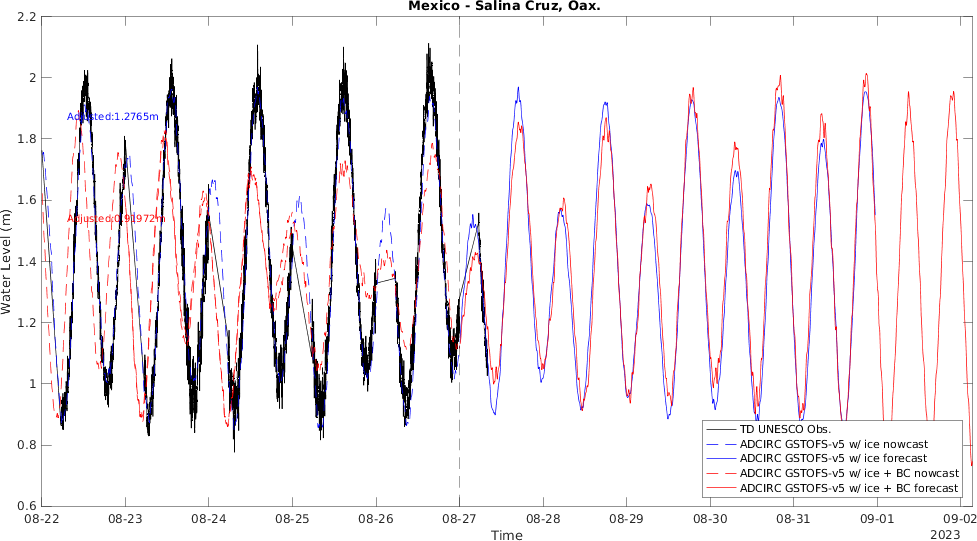 Mexico - Salina Cruz, Oax.
2.2
2
1.8
1.6
1.4
1.2
1
0.8
0.6
Water Level (m)
Adjusted:1.2765m
Adjusted:0.91972m
TD UNESCO Obs.
ADCIRC GSTOFS-v5 w/ ice nowcast
ADCIRC GSTOFS-v5 w/ ice forecast
ADCIRC GSTOFS-v5 w/ ice + BC nowcast
ADCIRC GSTOFS-v5 w/ ice + BC forecast
08-22 08-23 08-24 08-25 08-26 08-27 08-28 08-29 08-30 08-31 09-01 09-02
Time
2023